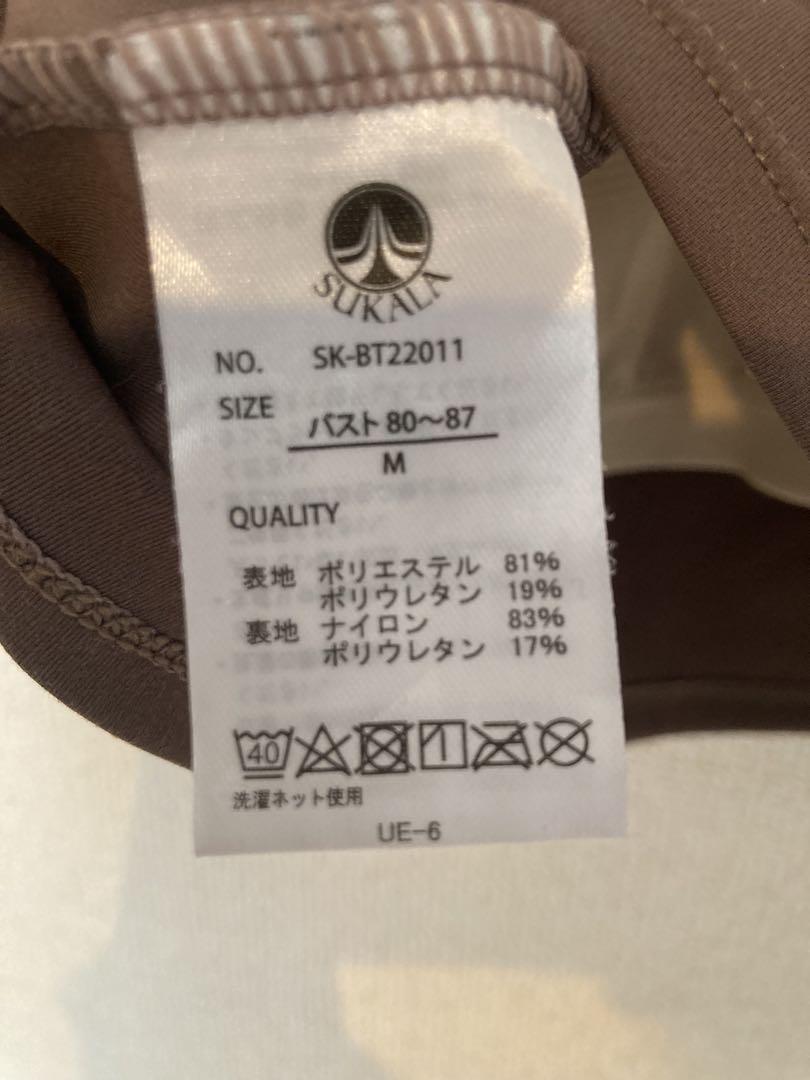 SUKALA
NO. SK-BT22011
SIZE バスト 80〜87
M
QUALITY
表地 ポリエステル 81%
ポリウレタン 19%
裏地 ナイロン 83%
ポリウレタン 17%
40
洗濯ネット使用
UE-6